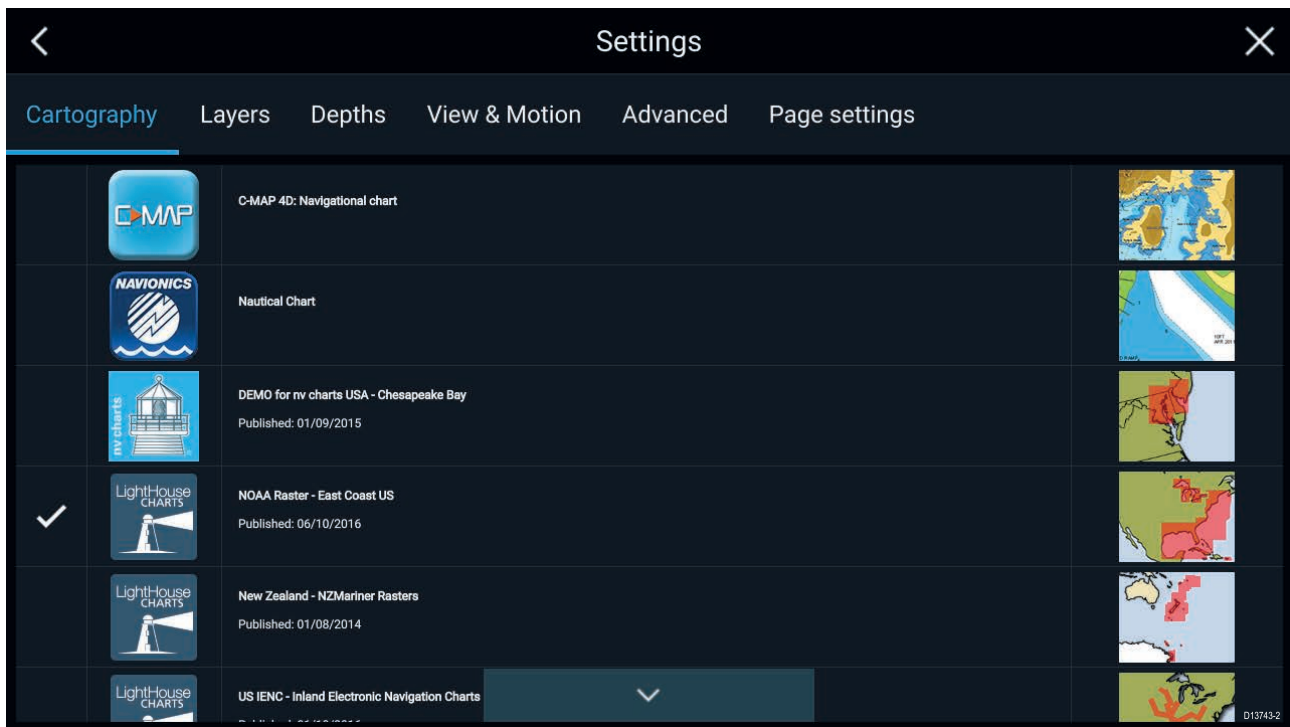 Settings
Cartography Layers Depths View & Motion Advanced Page settings
C-MAP
C-MAP 4D: Navigational chart
NAVIONICS
Nautical Chart
nv charts
DEMO for nv charts USA - Chesapeake Bay
Published: 01/09/2015
LightHouse
CHARTS
NOAA Raster - East Coast US
Published: 06/10/2016
LightHouse
CHARTS
New Zealand - NZMariner Rasters
Published: 01/08/2014
LightHouse
CHARTS
US IENC - Inland Electronic Navigation Charts
D13743-2